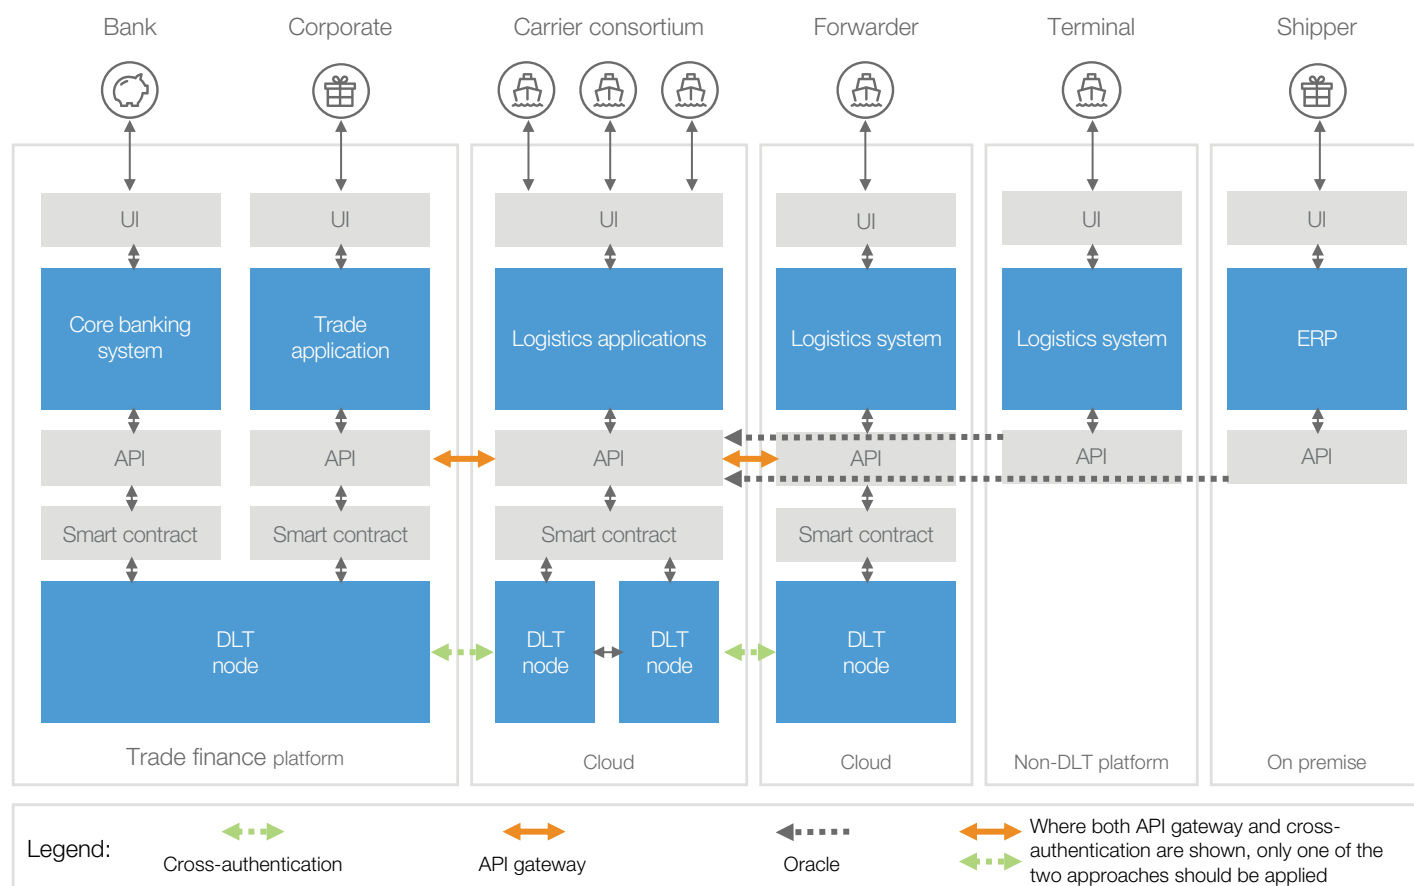 Bank
Corporate
Carrier consortium
Forwarder
Terminal
Shipper
UI
UI
UI
UI
UI
UI
Core banking
system
Trade
application
Logistics applications
Logistics system
Logistics system
ERP
API
API
API
API
API
API
Smart contract
Smart contract
Smart contract
Smart contract
DLT
node
DLT
node
DLT
node
DLT
node
Trade finance platform
Cloud
Cloud
Non-DLT platform
On premise
Legend:
Cross-authentication
API gateway
Oracle
Where both API gateway and cross-
authentication are shown, only one of the
two approaches should be applied